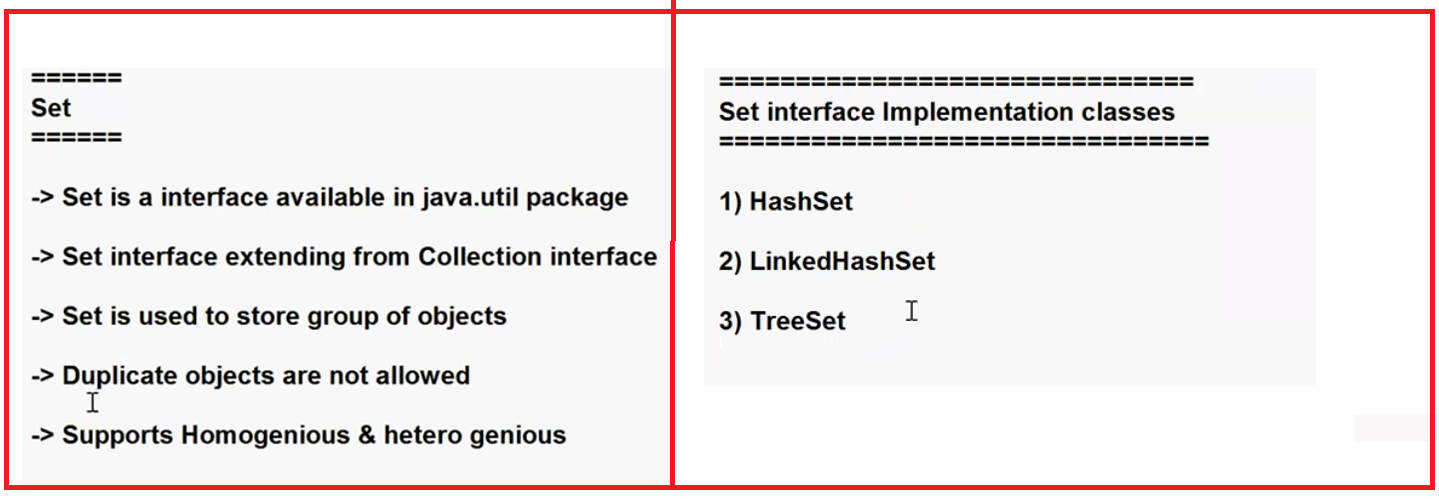 ======
Set
======
-> Set is a interface available in java.util package
-> Set interface extending from Collection interface
-> Set is used to store group of objects
-> Duplicate objects are not allowed
-> Supports Homogenious & hetero genious
===============================
Set interface Implementation classes
================================
1) HashSet
2) LinkedHashSet
3) TreeSet